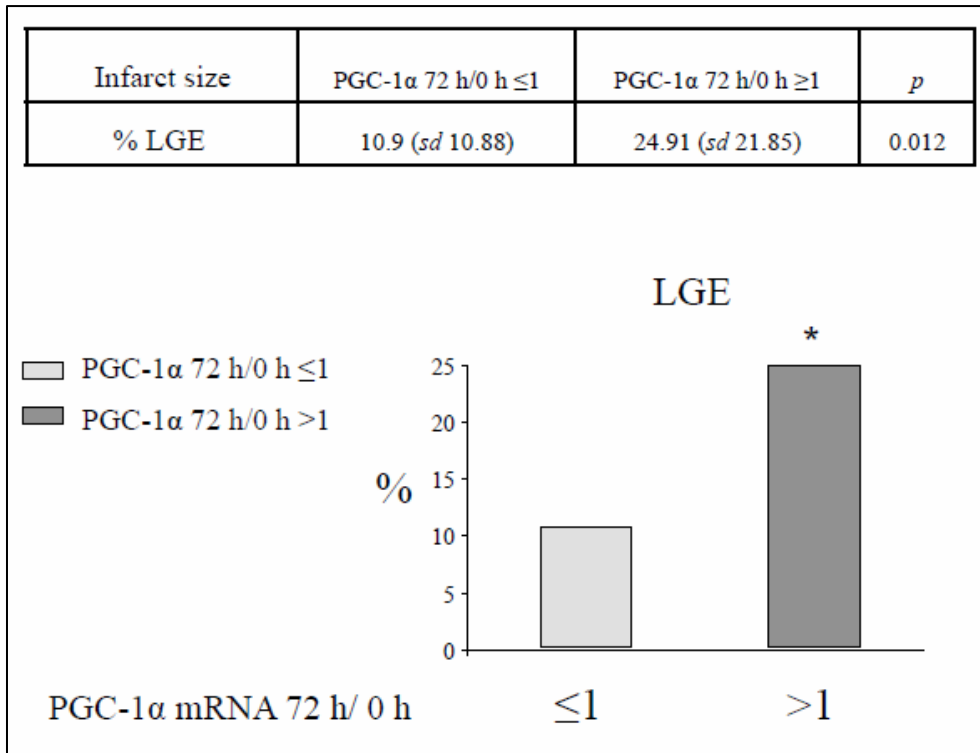 Infarct size PGC-1α 72 h/0 h ≤1 PGC-1α 72 h/0 h ≥1 p
% LGE 10.9 (sd 10.88) 24.91 (sd 21.85) 0.012
LGE
*
PGC-1α 72 h/0 h ≤1
PGC-1α 72 h/0 h >1
%
25
20
15
10
5
0
PGC-1α mRNA 72 h/ 0 h ≤1 >1